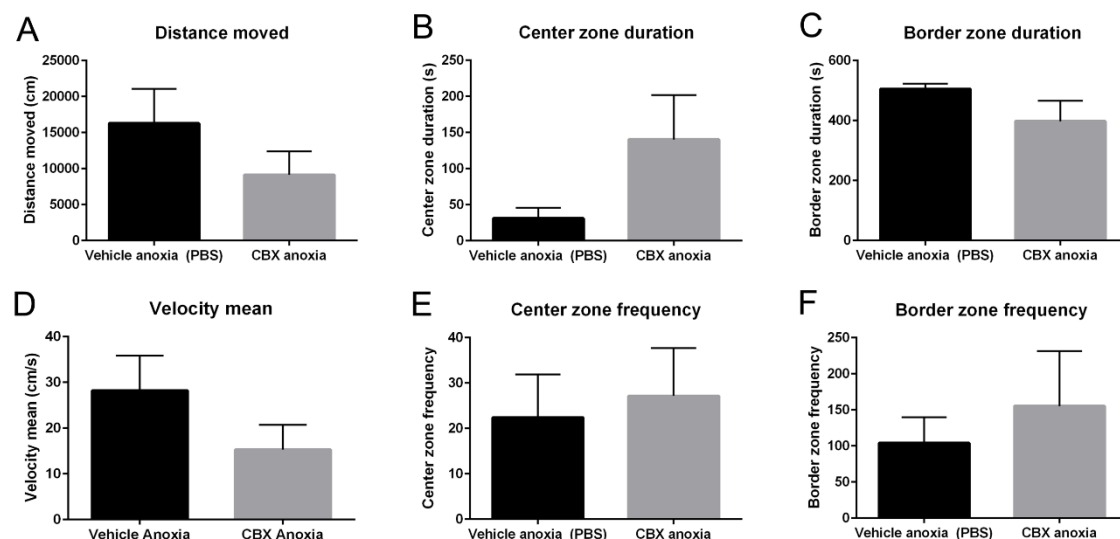 A
Distance moved
Distance moved (cm)
25000
20000
15000
10000
5000
0
Vehicle anoxia (PBS)
CBX anoxia
B
Center zone duration
Center zone duration (s)
250
200
150
100
50
0
Vehicle anoxia (PBS)
CBX anoxia
C
Border zone duration
Border zone duration (s)
600
400
200
0
Vehicle anoxia (PBS)
CBX anoxia
D
Velocity mean
Velocity mean (cm/s)
40
30
20
10
0
Vehicle Anoxia
CBX Anoxia
E
Center zone frequency
Center zone frequency
40
30
20
10
0
Vehicle anoxia (PBS)
CBX anoxia
F
Border zone frequency
Border zone frequency
250
200
150
100
50
0
Vehicle anoxia (PBS)
CBX anoxia